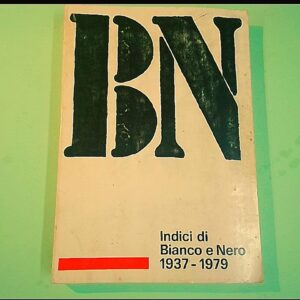 BN
Indici di
Bianco e Nero
1937-1979